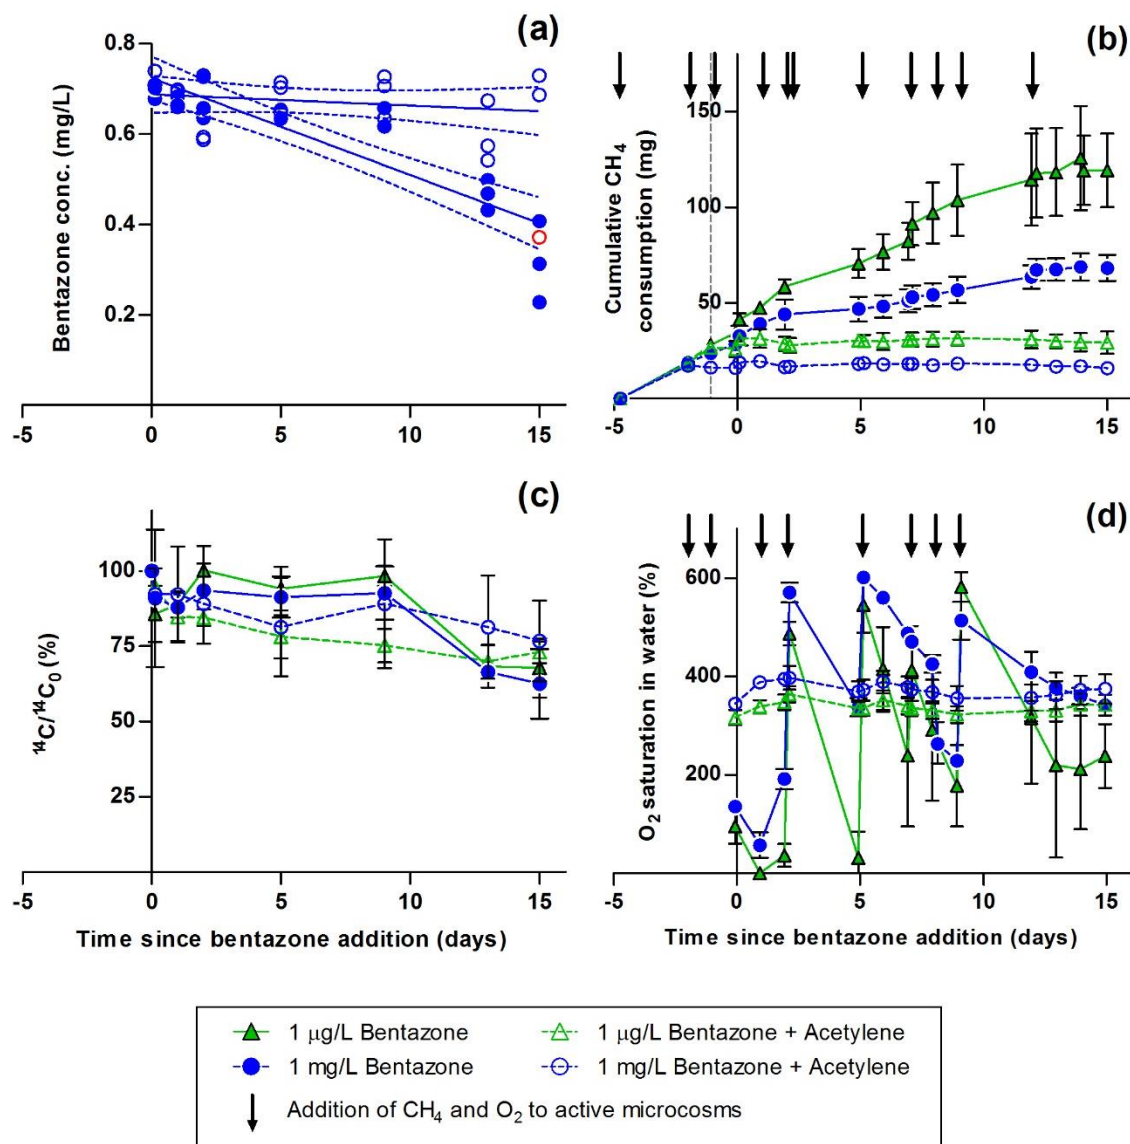 (a)
Bentazone conc. (mg/L)
0.8
0.6
0.4
0.2
-5 0 5 10 15
(b)
Cumulative CH₄
consumption (mg)
150
100
50
-5 0 5 10 15
(c)
¹⁴C/¹⁴C₀ (%)
100
75
50
25
-5 0 5 10 15
Time since bentazone addition (days)
(d)
O₂ saturation in water (%)
600
400
200
-5 0 5 10 15
Time since bentazone addition (days)
1 µg/L Bentazone 1 µg/L Bentazone + Acetylene
1 mg/L Bentazone 1 mg/L Bentazone + Acetylene
Addition of CH₄ and O₂ to active microcosms